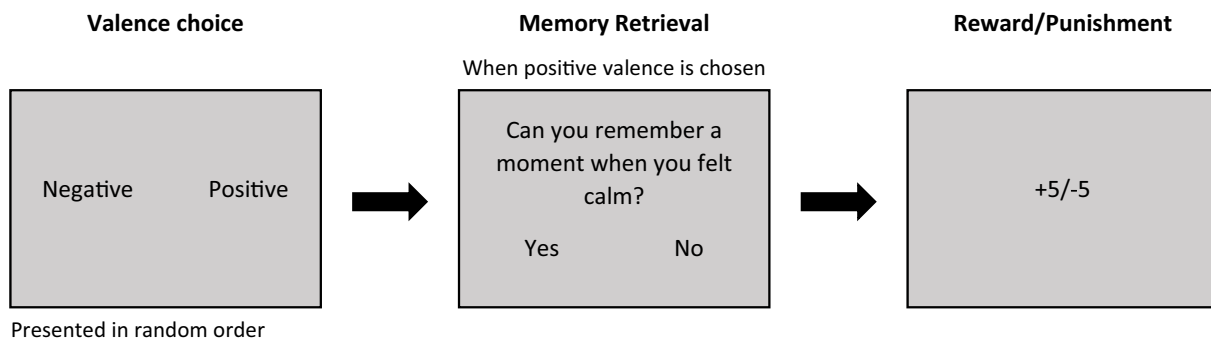 Valence choice
Memory Retrieval
Reward/Punishment
When positive valence is chosen
Negative Positive
Can you remember a
moment when you felt
calm?
Yes No
+5/-5
Presented in random order